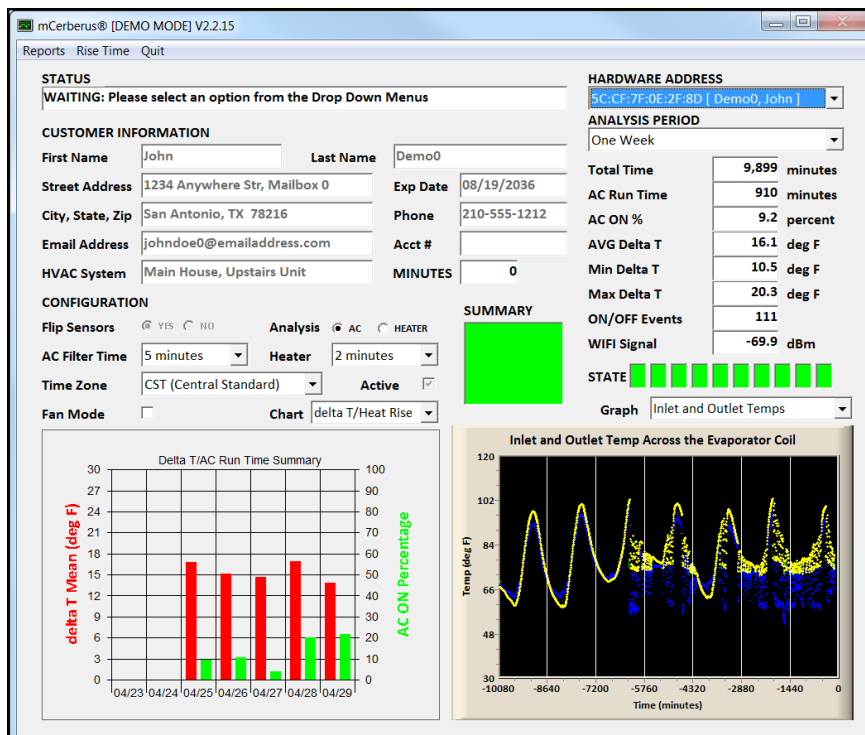 mCerberus® [DEMO MODE] V2.2.15
Reports Rise Time Quit
STATUS
WAITING: Please select an option from the Drop Down Menus
HARDWARE ADDRESS
5C:CF:7F:0E:2F:8D [ Demo0, John ]
ANALYSIS PERIOD
One Week
CUSTOMER INFORMATION
First Name John Last Name Demo0
Street Address 1234 Anywhere Str, Mailbox 0 Exp Date 08/19/2036
City, State, Zip San Antonio, TX 78216 Phone 210-555-1212
Email Address johndoe0@emailaddress.com Acct #
HVAC System Main House, Upstairs Unit MINUTES 0
Total Time 9,899 minutes
AC Run Time 910 minutes
AC ON % 9.2 percent
AVG Delta T 16.1 deg F
Min Delta T 10.5 deg F
Max Delta T 20.3 deg F
ON/OFF Events 111
WIFI Signal -69.9 dBm
STATE
Graph Inlet and Outlet Temps
CONFIGURATION
Flip Sensors YES NO Analysis AC HEATER
AC Filter Time 5 minutes Heater 2 minutes
Time Zone CST (Central Standard) Active
Fan Mode Chart delta T/Heat Rise
SUMMARY
Delta T/AC Run Time Summary
delta T Mean (deg F)
30
27
24
21
18
15
12
9
6
3
0
100
90
80
70
60
50
40
30
20
10
0
AC ON Percentage
04/23 04/24 04/25 04/26 04/27 04/28 04/29
Inlet and Outlet Temp Across the Evaporator Coil
Temp (deg F)
120
102
84
66
48
30
-10080 -8640 -7200 -5760 -4320 -2880 -1440 0
Time (minutes)